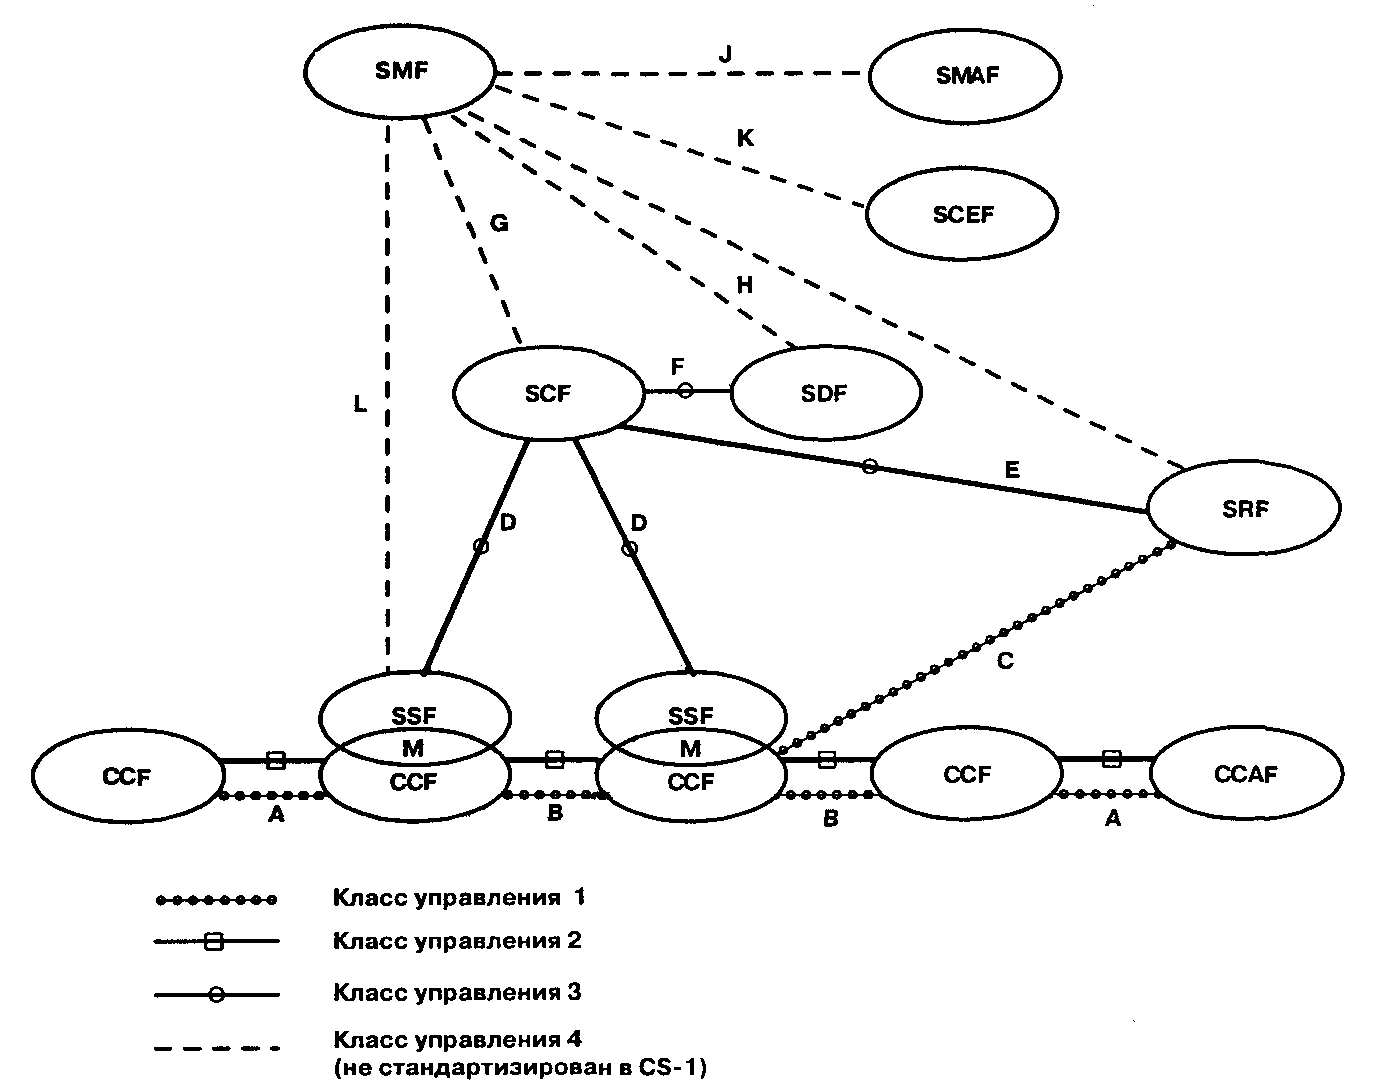 SMF
J
SMAF
K
SCEF
G
H
SCF
F
SDF
L
E
SRF
D
D
C
SSF
SSF
M
M
CCF
CCF
CCF
CCF
CCAF
A
B
B
A
Класс управления 1
Класс управления 2
Класс управления 3
Класс управления 4
(не стандартизирован в CS-1)